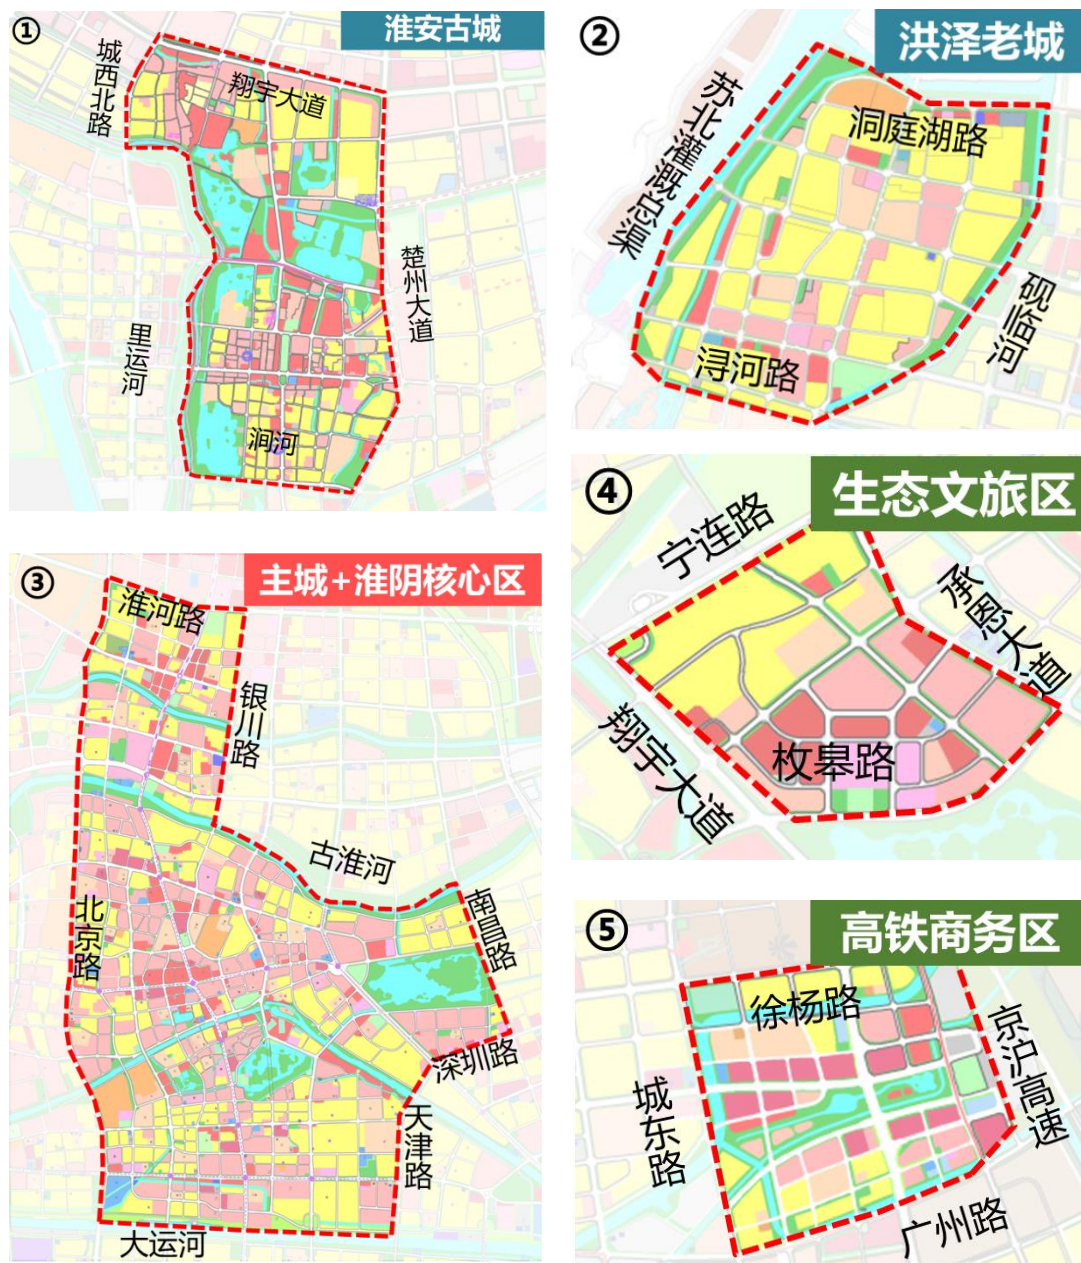 ①
淮安古城
城西北路
翔宇大道
楚州大道
里运河
涧河
②
洪泽老城
苏北灌溉总渠
洞庭湖路
砚临河
浔河路
③
主城+淮阴核心区
淮河路
银川路
古淮河
南昌路
北京路
深圳路
天津路
大运河
④
生态文旅区
宁连路
承恩大道
翔宇大道
枚皋路
⑤
高铁商务区
徐杨路
京沪高速
城东路
广州路